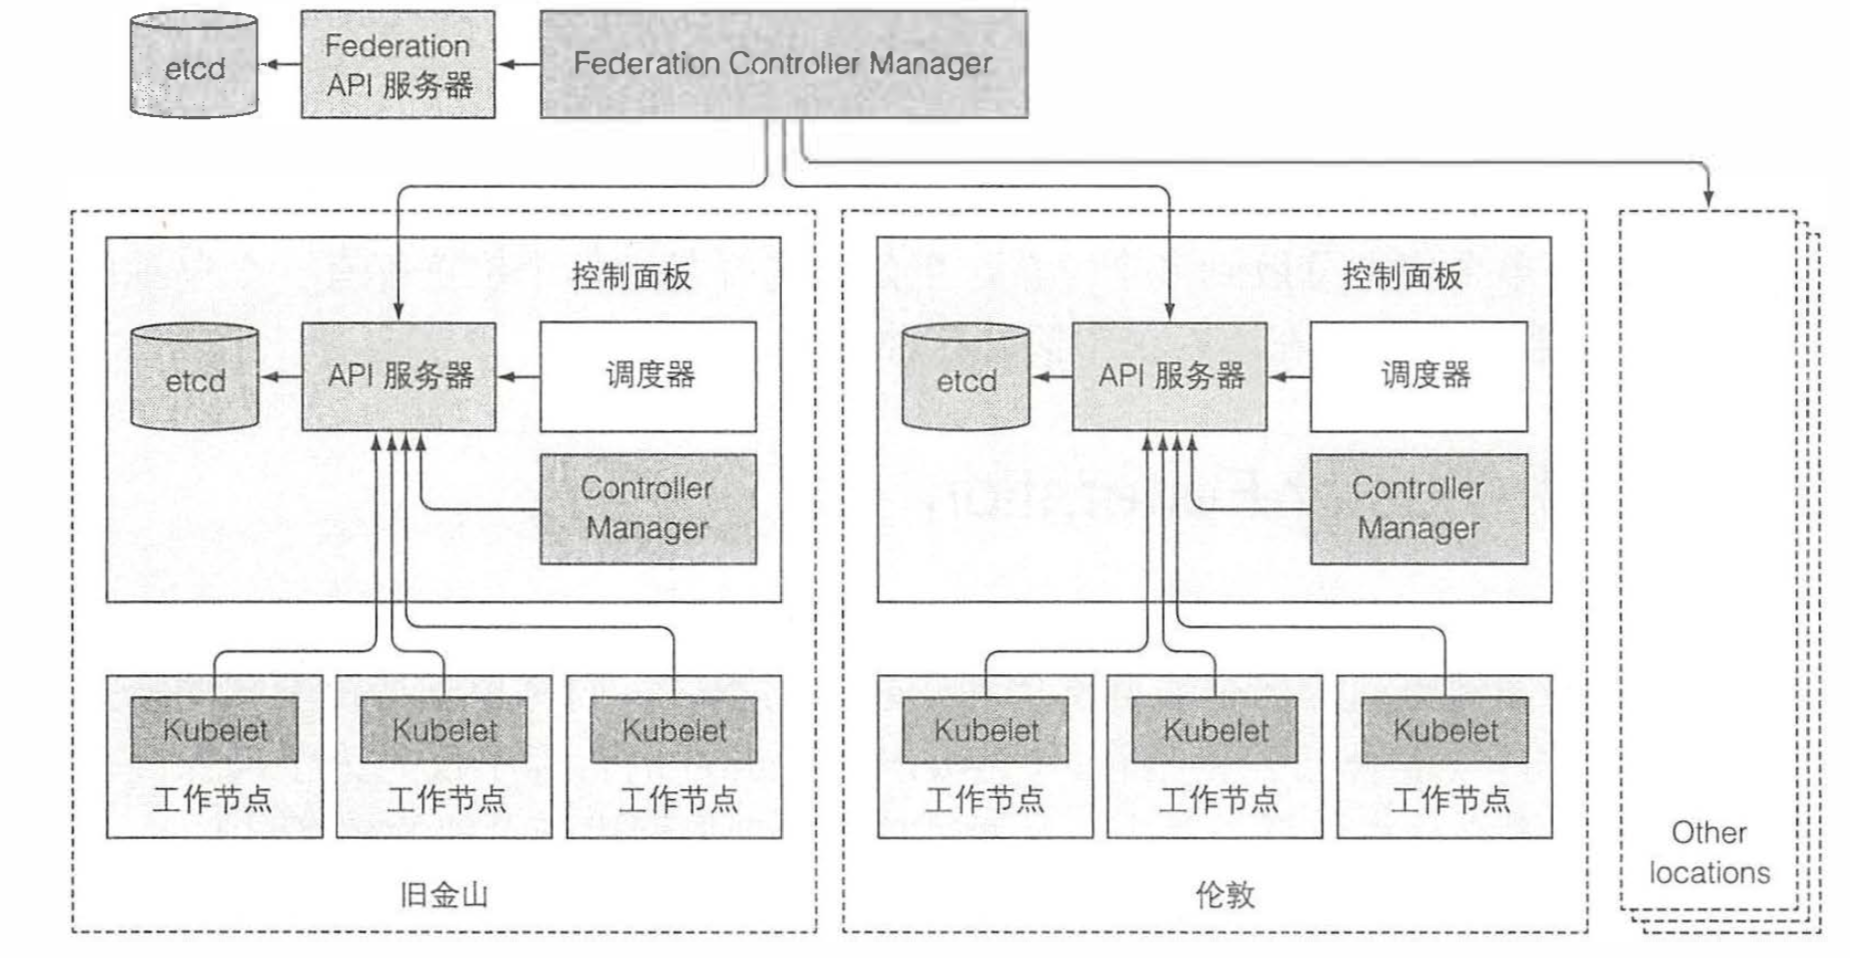 etcd
Federation
API 服务器
Federation Controller Manager
控制面板
etcd
API 服务器
调度器
Controller
Manager
Kubelet
工作节点
Kubelet
工作节点
Kubelet
工作节点
旧金山
控制面板
etcd
API 服务器
调度器
Controller
Manager
Kubelet
工作节点
Kubelet
工作节点
Kubelet
工作节点
伦敦
Other
locations